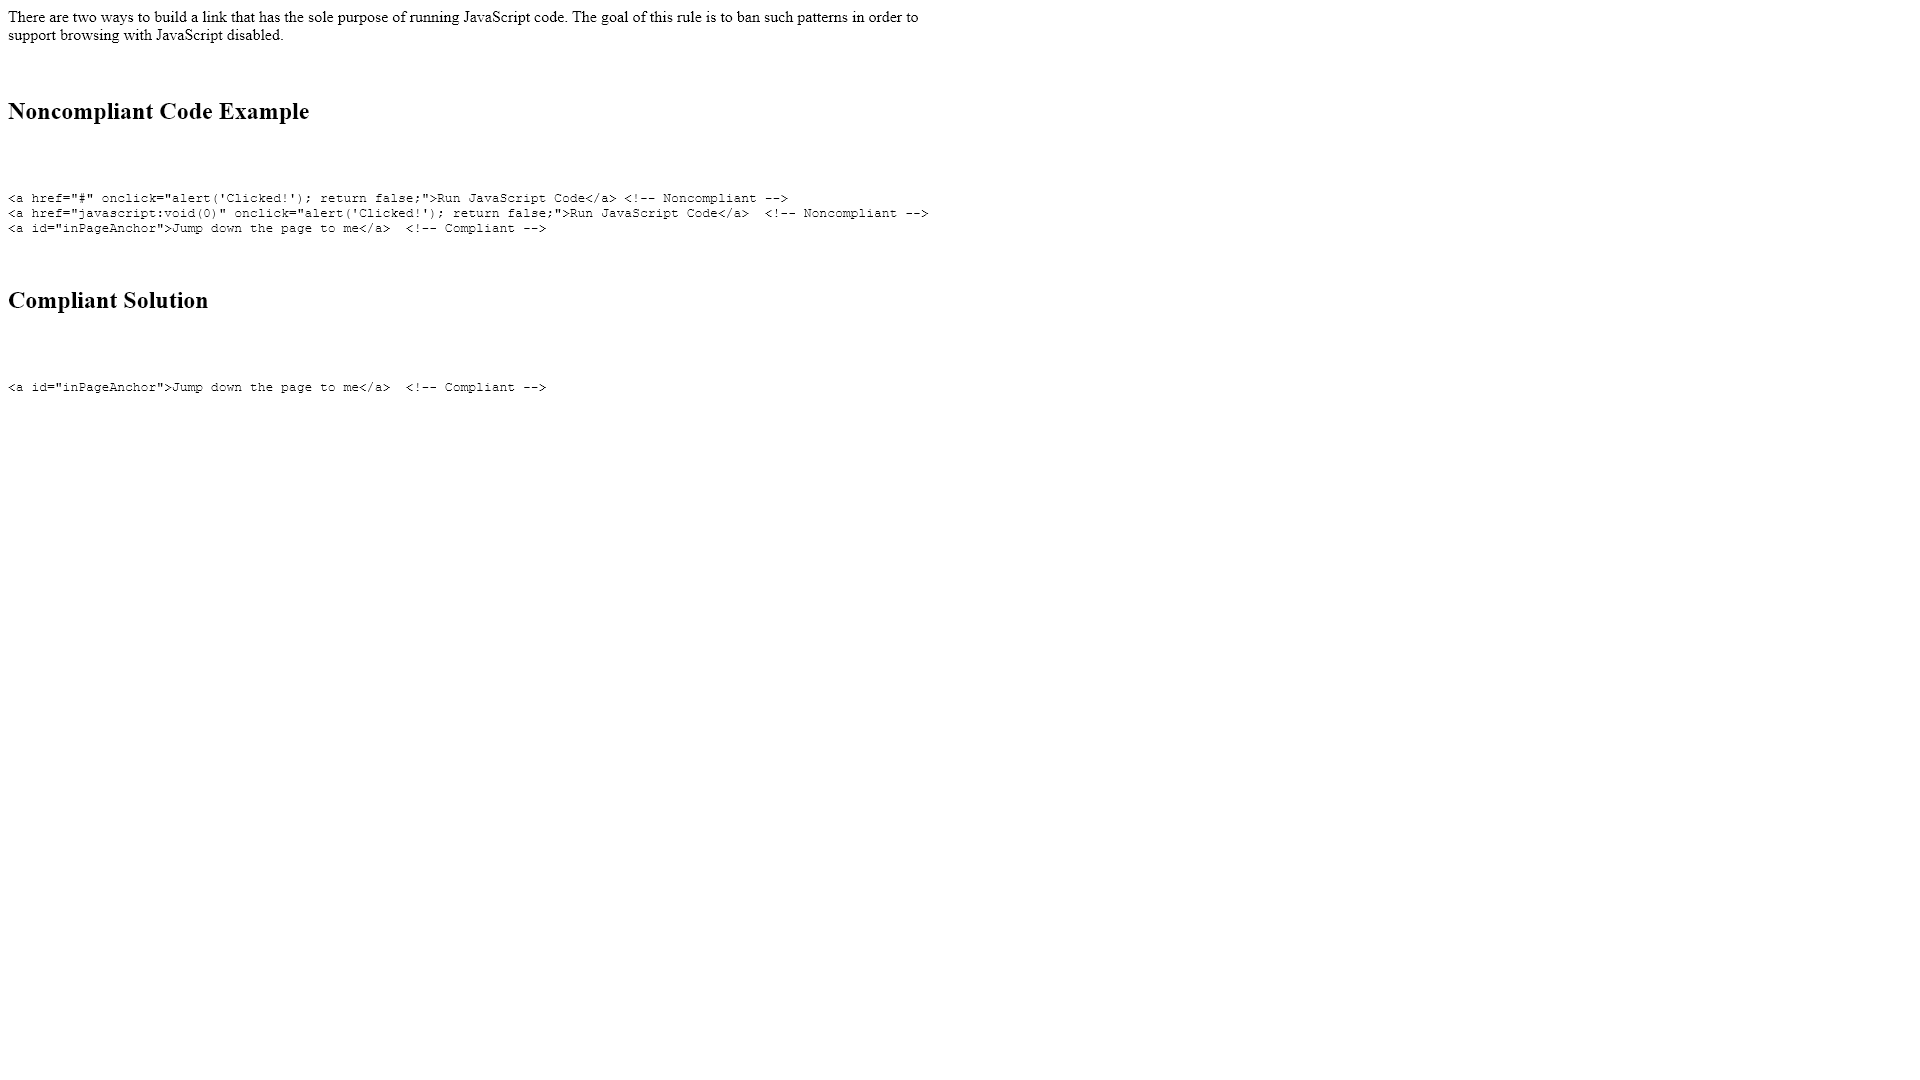 There are two ways to build a link that has the sole purpose of running JavaScript code. The goal of this rule is to ban such patterns in order to
support browsing with JavaScript disabled.
Noncompliant Code Example
<a href="#" onclick="alert('Clicked!'); return false;">Run JavaScript Code</a> <!-- Noncompliant -->
<a href="javascript:void(0)" onclick="alert('Clicked!'); return false;">Run JavaScript Code</a>  <!-- Noncompliant -->
<a id="inPageAnchor">Jump down the page to me</a>  <!-- Compliant -->
Compliant Solution
<a id="inPageAnchor">Jump down the page to me</a>  <!-- Compliant -->